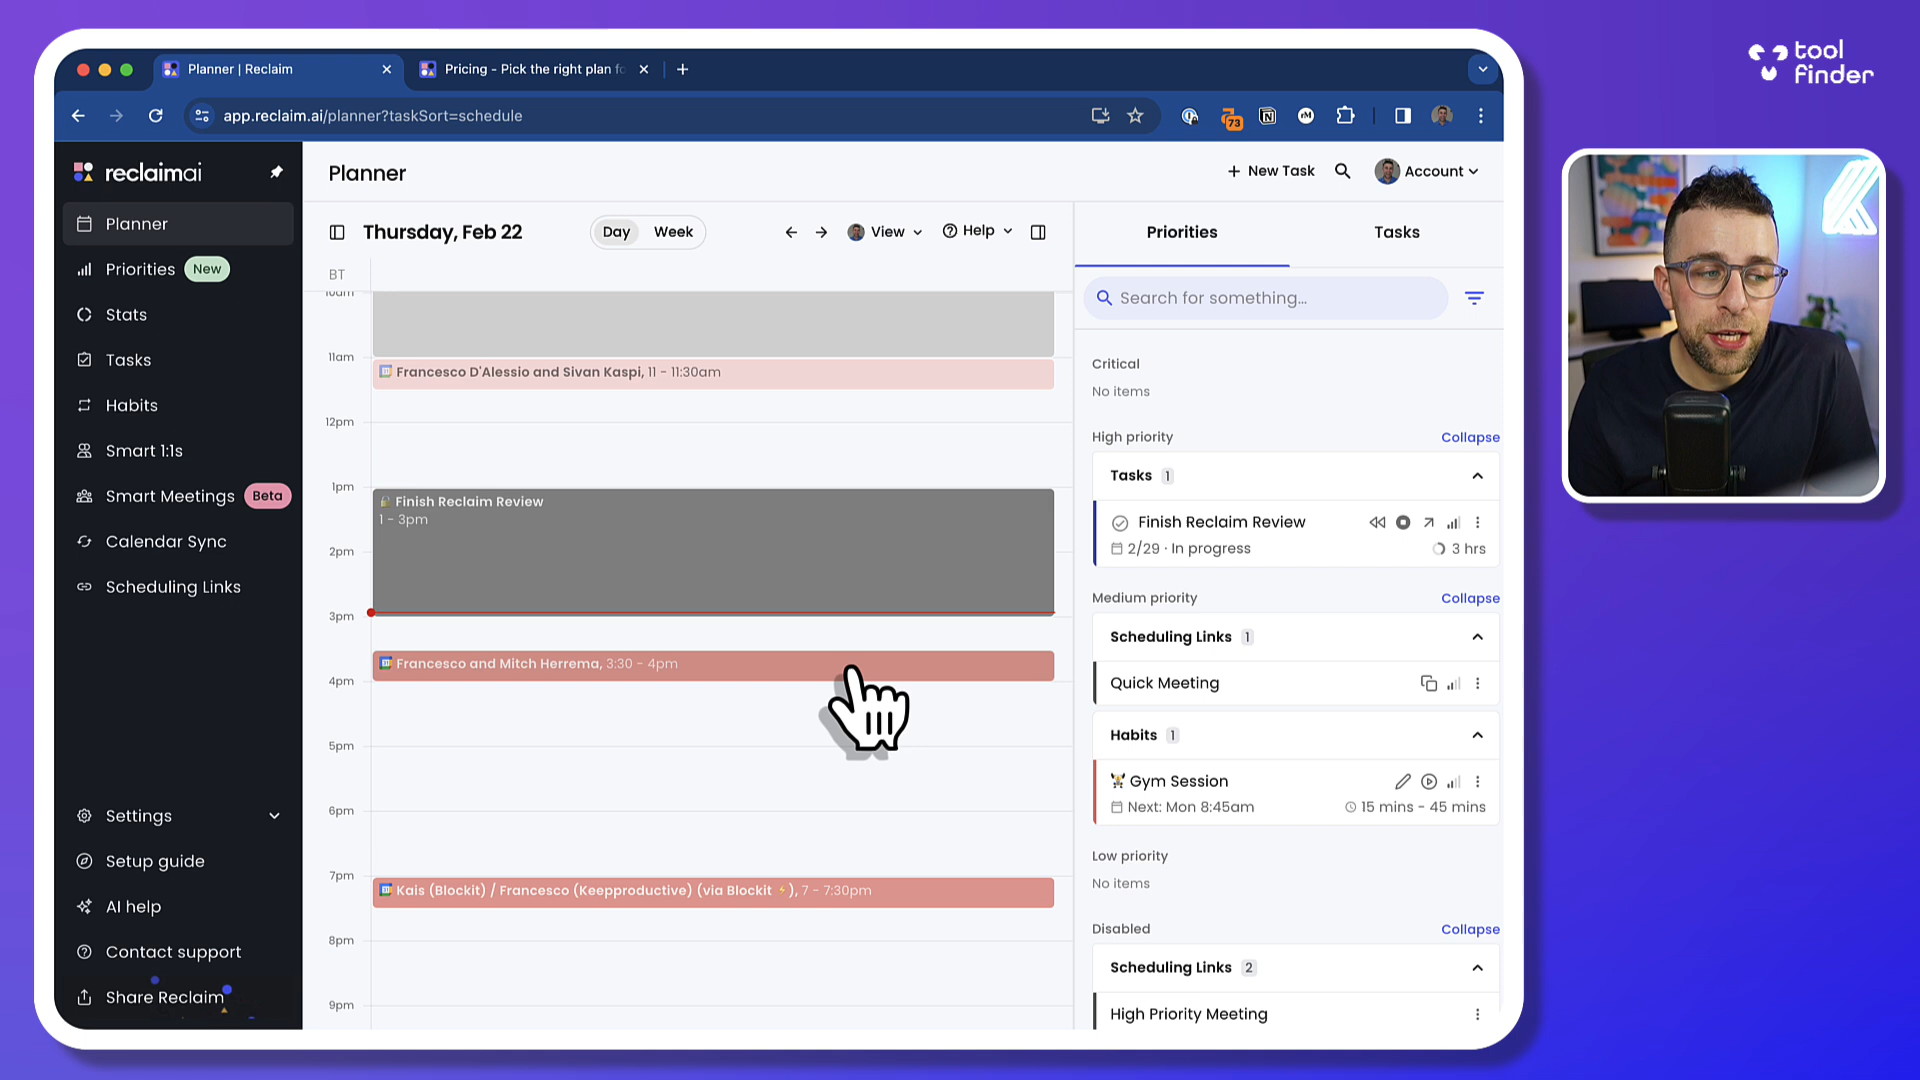 tool
finder
Planner | Reclaim
Pricing - Pick the right plan fo
app.reclaim.ai/planner?taskSort=schedule
73
N
rM
reclaimai
Planner
Priorities New
Stats
Tasks
Habits
Smart 1:1s
Smart Meetings Beta
Calendar Sync
Scheduling Links
Settings
Setup guide
AI help
Contact support
Share Reclaim
Planner
New Task
Account
Thursday, Feb 22
Day
Week
View
Help
BT
10am
11am
Francesco D'Alessio and Sivan Kaspi, 11 - 11:30am
12pm
1pm
Finish Reclaim Review
1 - 3pm
2pm
3pm
Francesco and Mitch Herrema, 3:30 - 4pm
4pm
5pm
6pm
7pm
Kais (Blockit) / Francesco (Keepproductive) (via Blockit ⚡), 7 - 7:30pm
8pm
9pm
Priorities
Tasks
Search for something...
Critical
No items
High priority
Collapse
Tasks 1
Finish Reclaim Review
2/29 · In progress
3 hrs
Medium priority
Collapse
Scheduling Links 1
Quick Meeting
Habits 1
Gym Session
Next: Mon 8:45am
15 mins - 45 mins
Low priority
No items
Disabled
Collapse
Scheduling Links 2
High Priority Meeting